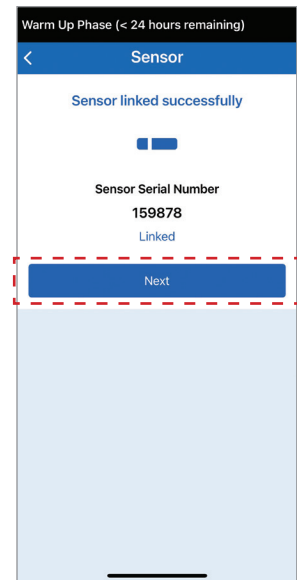 Warm Up Phase (< 24 hours remaining)
Sensor
Sensor linked successfully
Sensor Serial Number
159878
Linked
Next